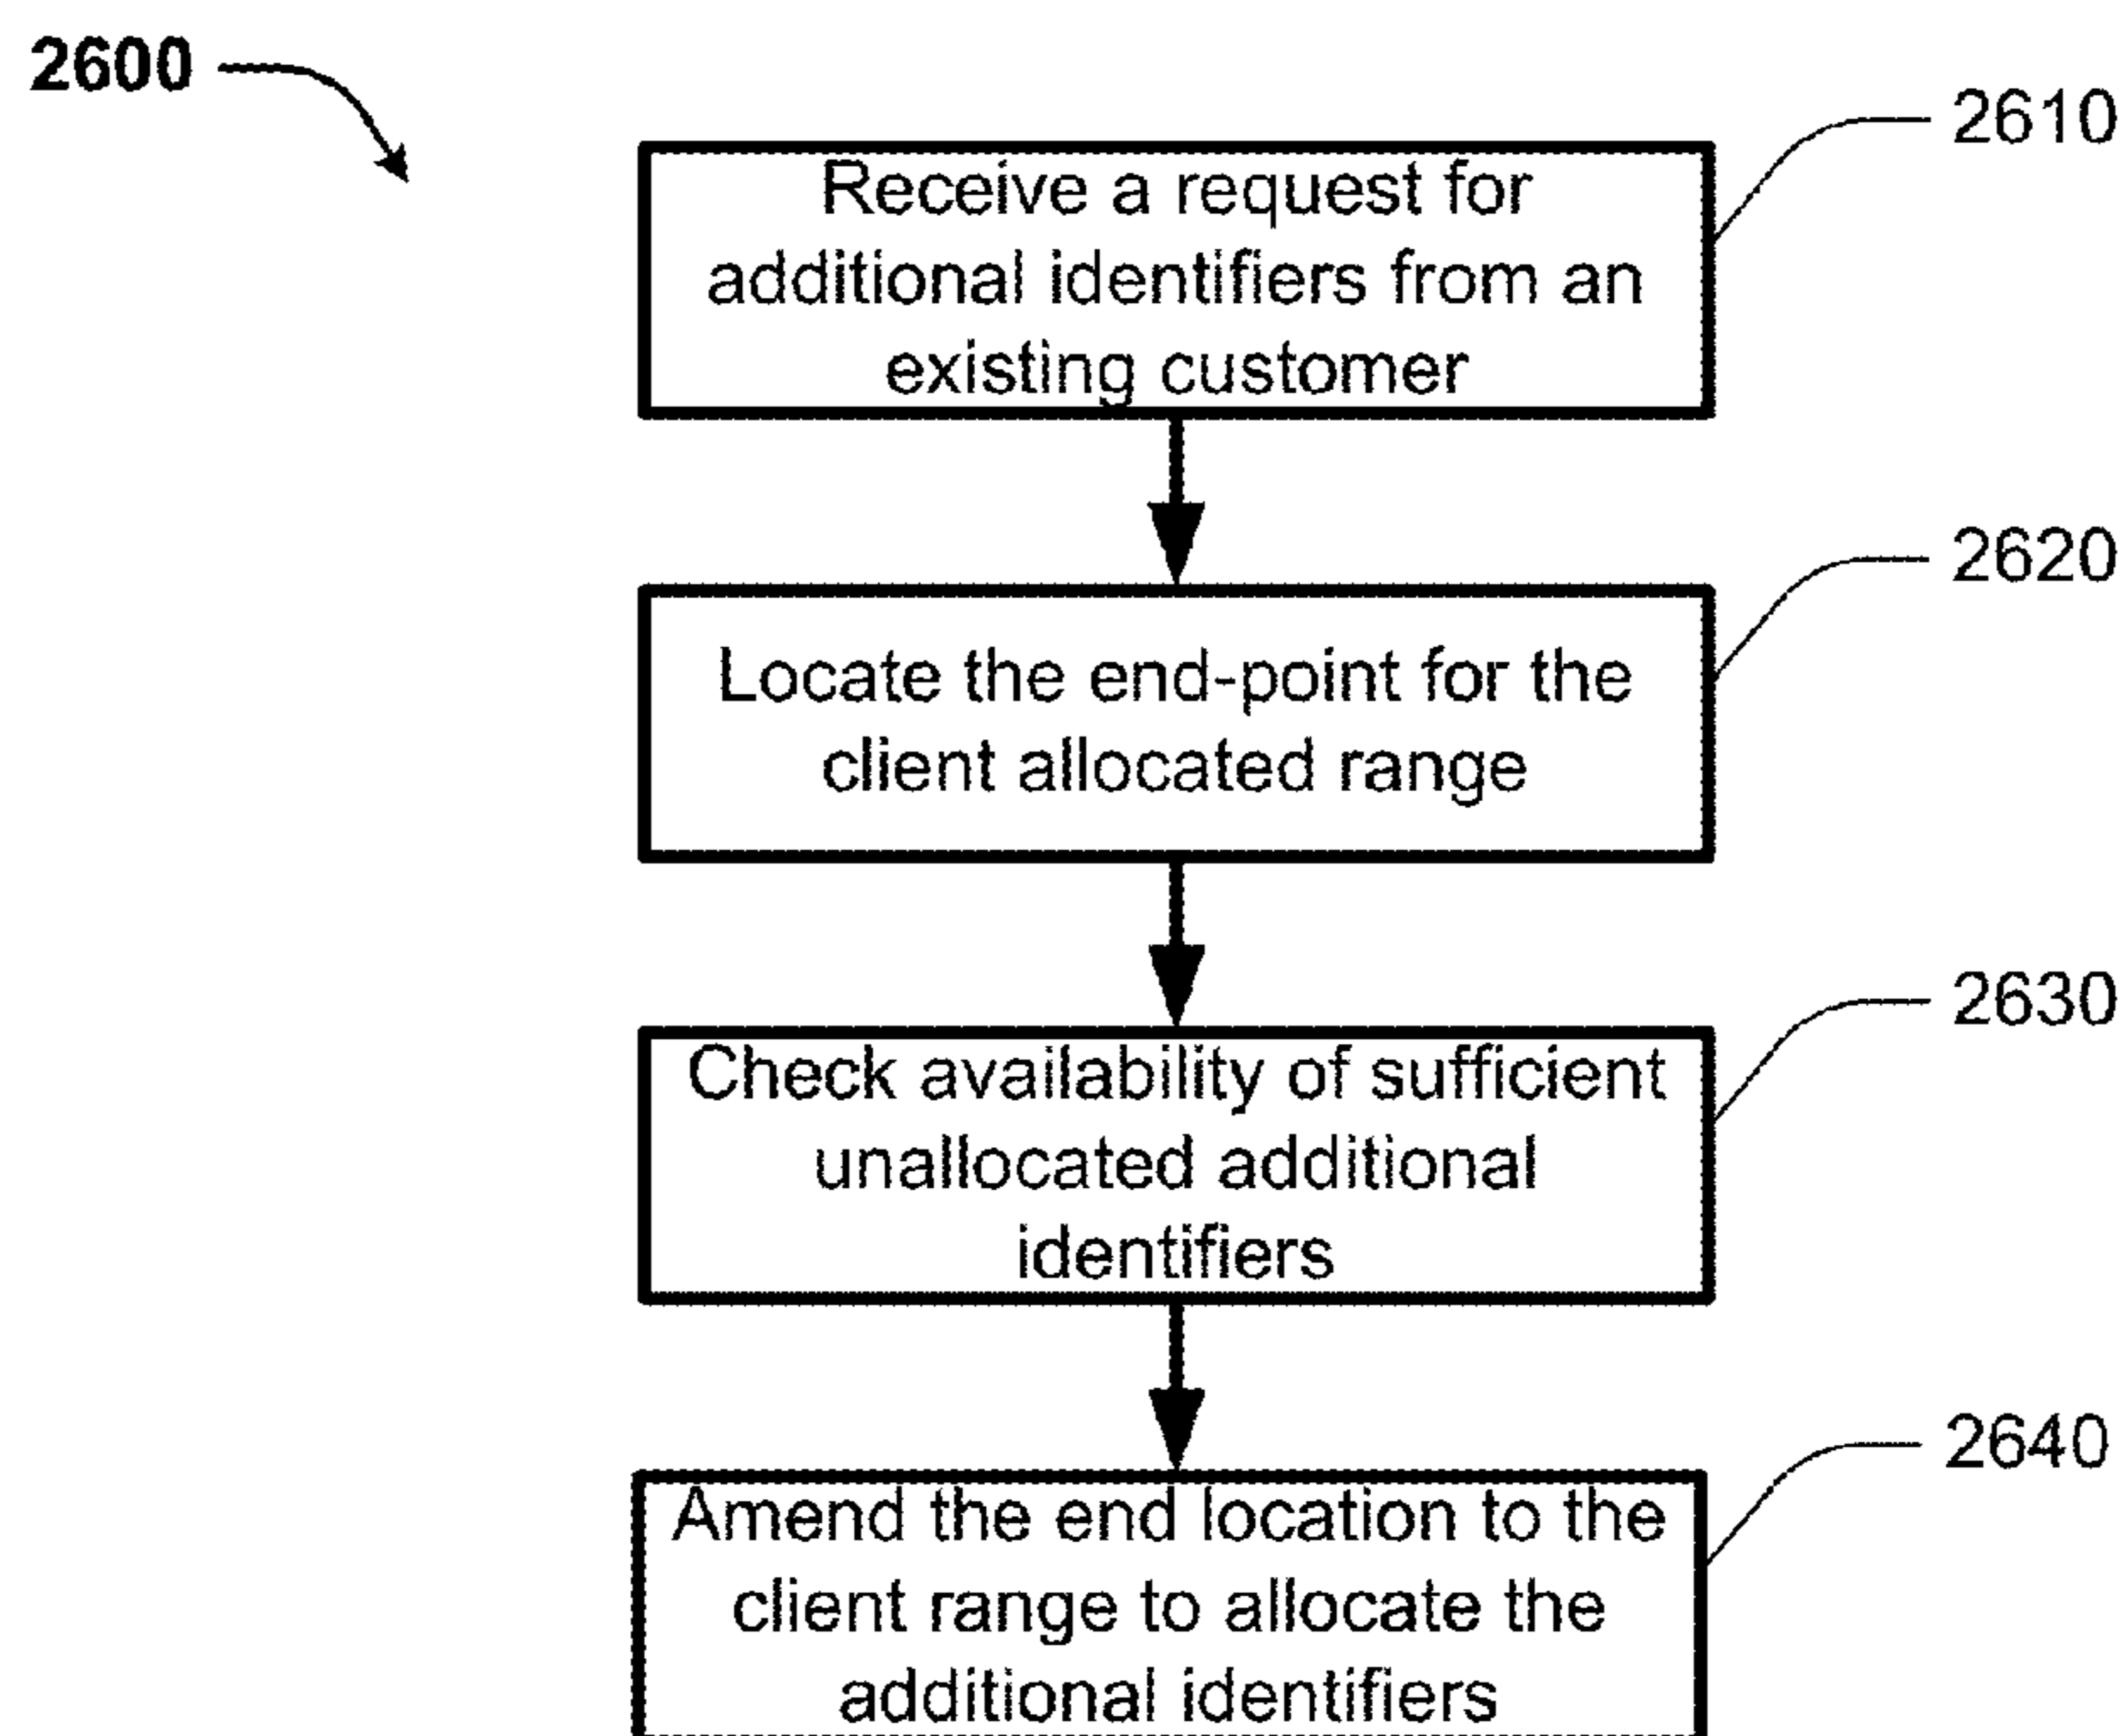 2600
2610
Receive a request for
additional identifiers from an
existing customer
2620
Locate the end-point for the
client allocated range
2630
Check availability of sufficient
unallocated additional
identifiers
2640
Amend the end location to the
client range to allocate the
additional identifiers